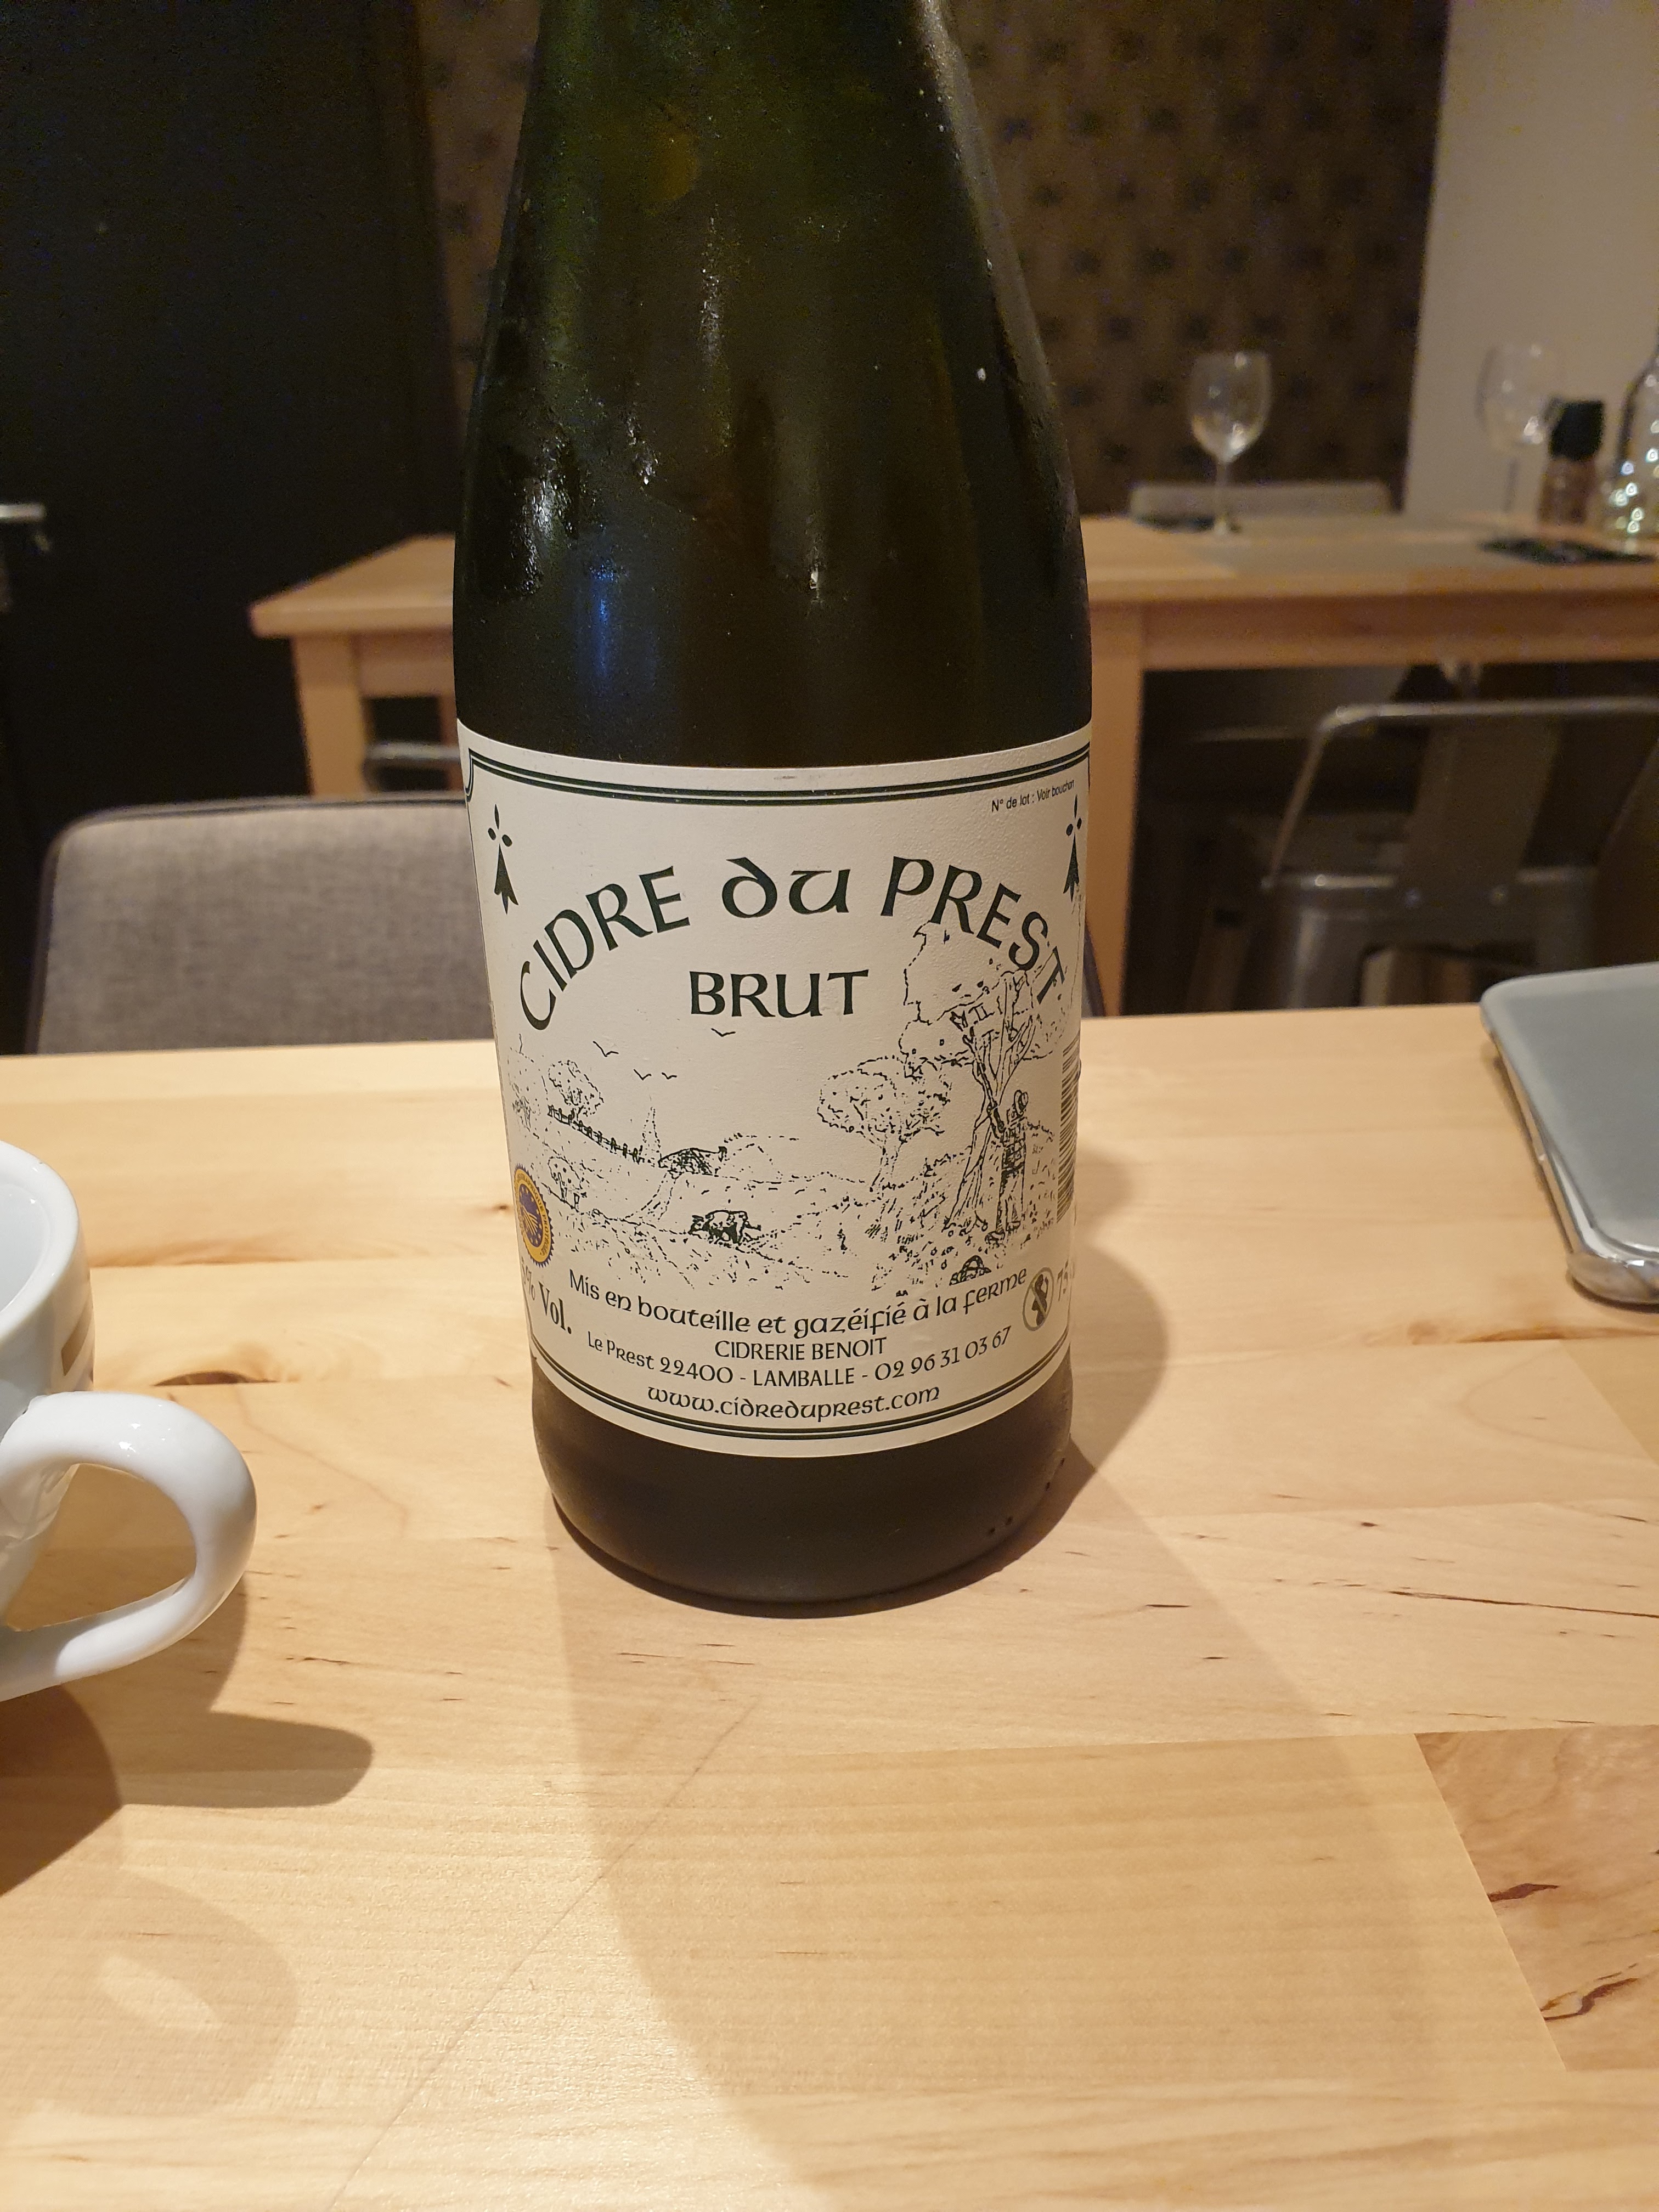 N° de lot : Voir bouchon
CIDRE du PREST
BRUT
% Vol.
Mis en bouteille et gazéifié à la ferme
75
CIDRERIE BENOIT
Le Prest 22400 - LAMBALLE - 02 96 31 03 67
www.cidreduprest.com